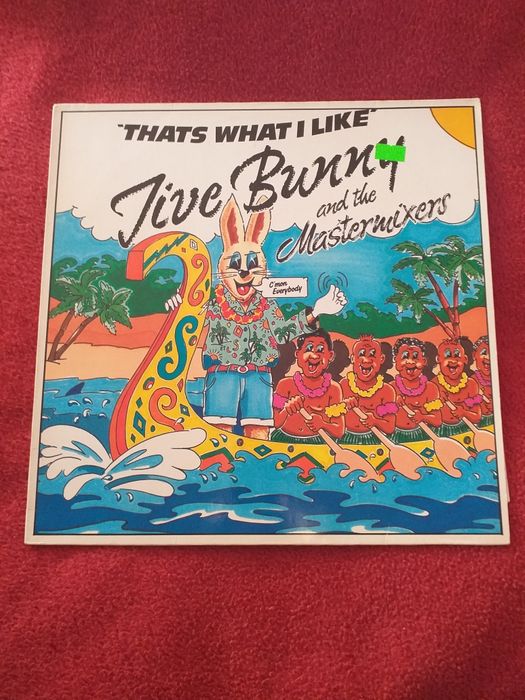 "THATS WHAT I LIKE"
Jive Bunny
and the
Mastermixers
C'mon
Everybody